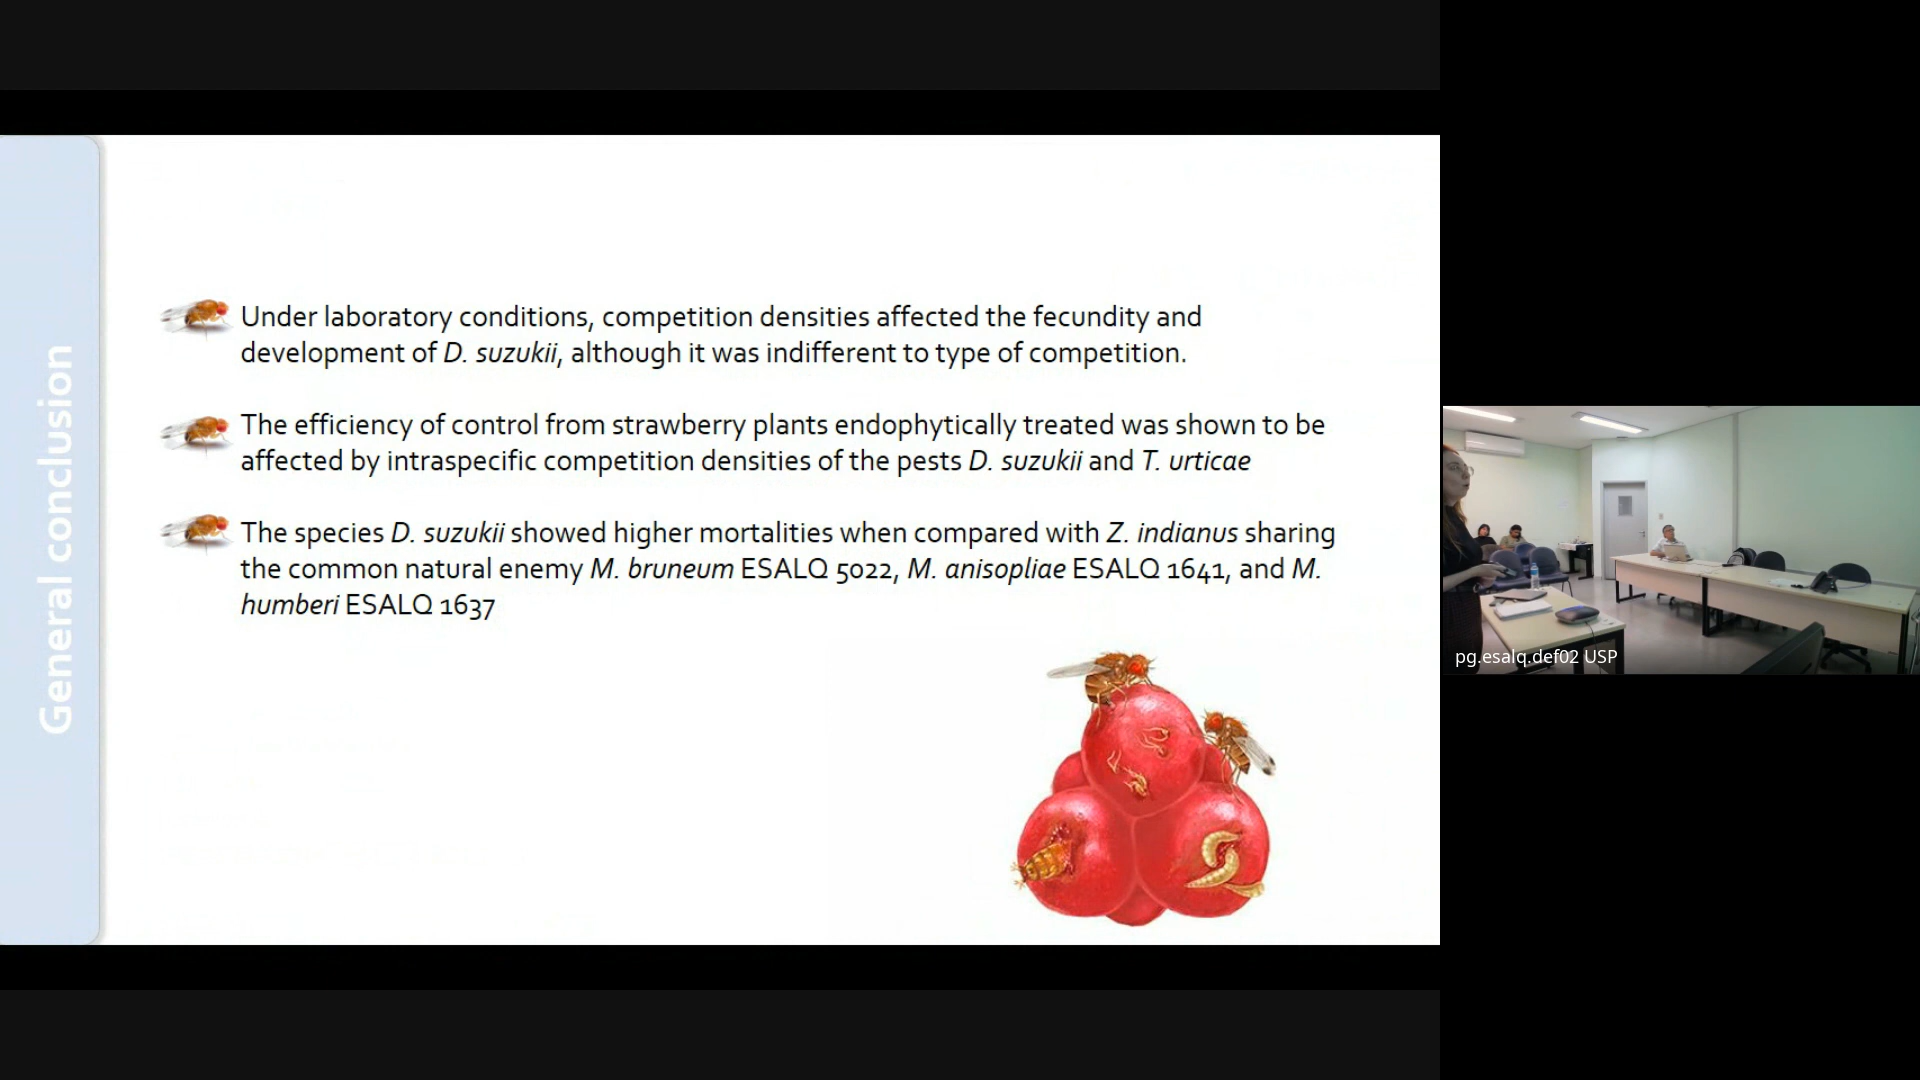 General conclusion
Under laboratory conditions, competition densities affected the fecundity and
development of D. suzukii, although it was indifferent to type of competition.
The efficiency of control from strawberry plants endophytically treated was shown to be
affected by intraspecific competition densities of the pests D. suzukii and T. urticae
The species D. suzukii showed higher mortalities when compared with Z. indianus sharing
the common natural enemy M. bruneum ESALQ 5022, M. anisopliae ESALQ 1641, and M.
humberi ESALQ 1637
pg.esalq.def02 USP